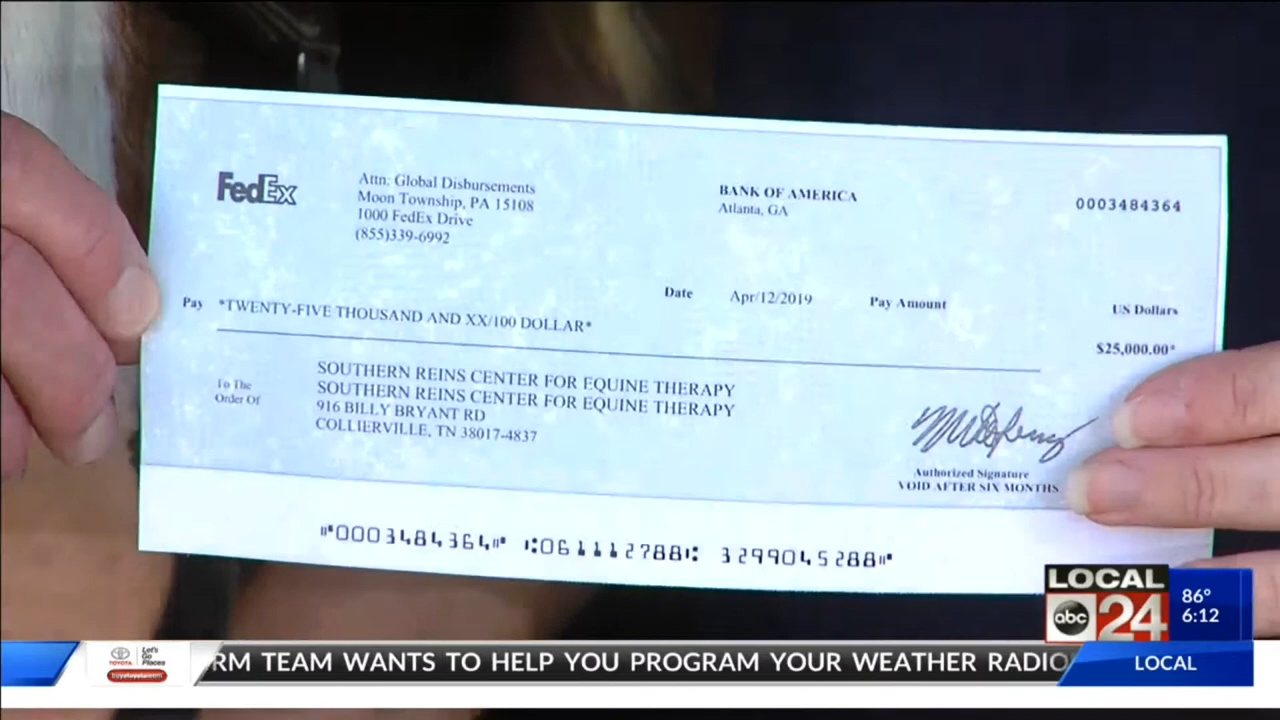 FedEx
Attn: Global Disbursements
Moon Township, PA 15108
1000 FedEx Drive
(855)339-6992
BANK OF AMERICA
Atlanta, GA
0003484364
Date Apr/12/2019 Pay Amount US Dollars
Pay *TWENTY-FIVE THOUSAND AND XX/100 DOLLAR*
$25,000.00*
To The
Order Of
SOUTHERN REINS CENTER FOR EQUINE THERAPY
SOUTHERN REINS CENTER FOR EQUINE THERAPY
916 BILLY BRYANT RD
COLLIERVILLE, TN 38017-4837
Authorized Signature
VOID AFTER SIX MONTHS
⑈0003484364⑈ ⑆061112788⑆ 3299045288⑈
LOCAL
abc 24
86°
6:12
TOYOTA
Let's
Go
Places
RM TEAM WANTS TO HELP YOU PROGRAM YOUR WEATHER RADIO
LOCAL